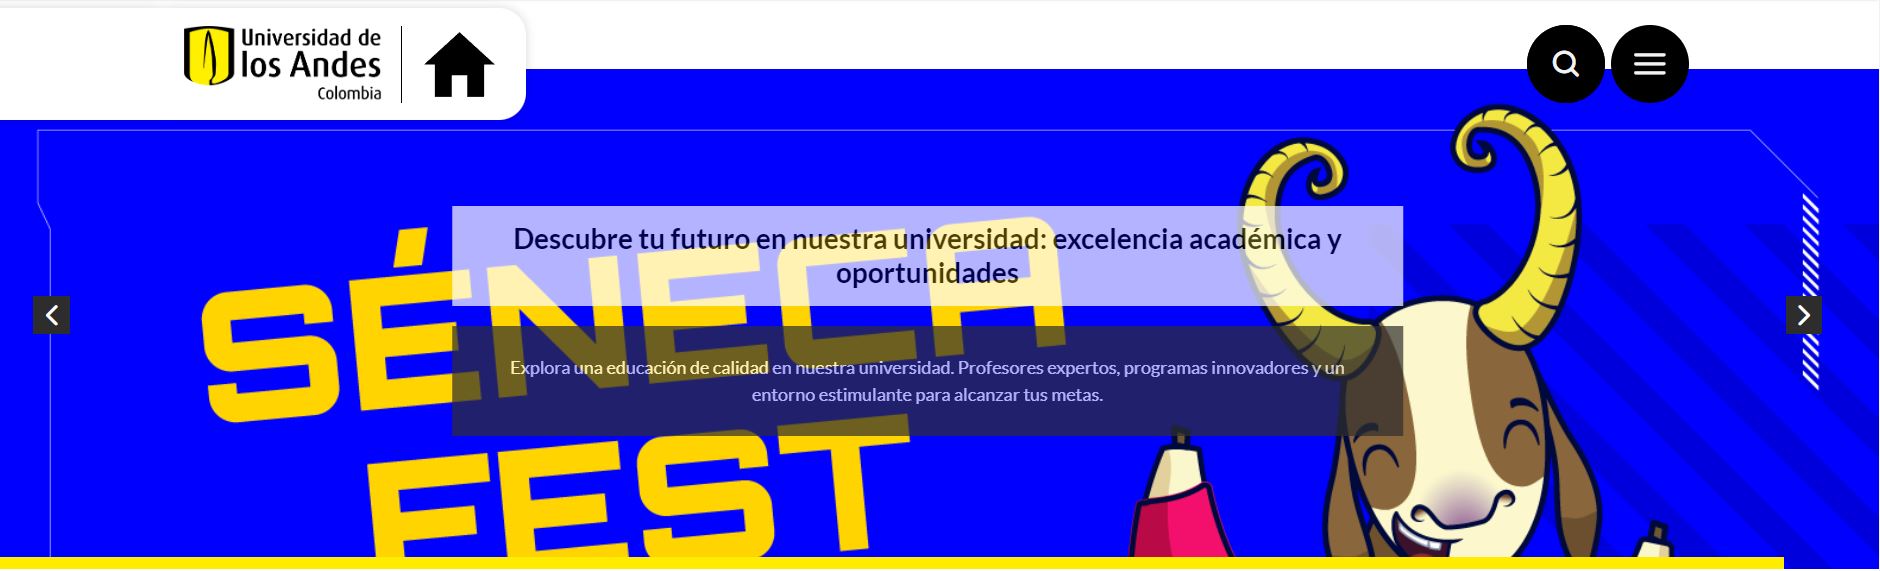 Universidad de
los Andes
Colombia
Descubre tu futuro en nuestra universidad: excelencia académica y
oportunidades
Explora una educación de calidad en nuestra universidad. Profesores expertos, programas innovadores y un
entorno estimulante para alcanzar tus metas.
SÉNECA
FEST